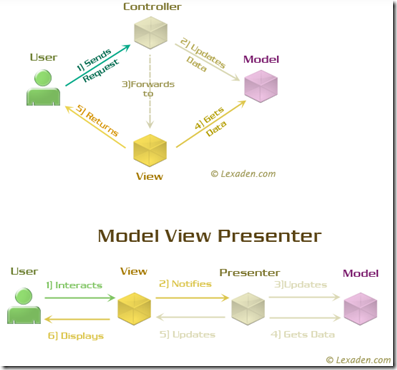 Controller
User
1) Sends
Request
2) Updates
Data
Model
3)Forwards
to
5) Returns
4) Gets
Data
View
© Lexaden.com
Model View Presenter
User
View
Presenter
Model
1) Interacts
2) Notifies
3)Updates
6) Displays
5) Updates
4) Gets Data
© Lexaden.com